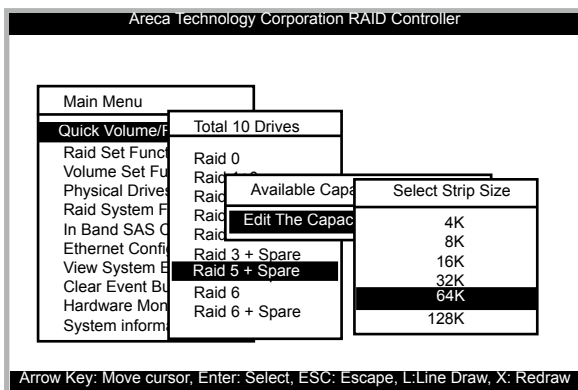 Areca Technology Corporation RAID Controller
Main Menu
Quick Volume/
Raid Set Funct
Volume Set Fu
Physical Drive
Raid System F
In Band SAS
Ethernet Confi
View System E
Clear Event Bu
Hardware Mon
System inform
Total 10 Drives
Raid 0
Raid
Raid
Raid
Raid
Raid 3 + Spare
Raid 5 + Spare
Raid 6
Raid 6 + Spare
Available Capa
Edit The Capac
Select Strip Size
4K
8K
16K
32K
64K
128K
Arrow Key: Move cursor, Enter: Select, ESC: Escape, L:Line Draw, X: Redraw